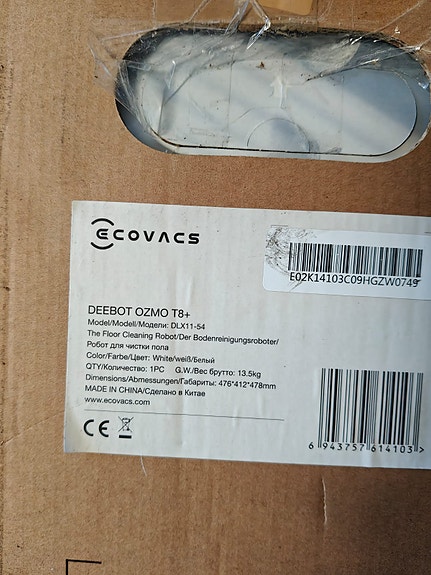 ECOVACS
E02K14103C09HGZW0749
DEEBOT OZMO T8+
Model/Modell/Модели: DLX11-54
The Floor Cleaning Robot/Der Bodenreinigungsroboter/
Робот для чистки пола
Color/Farbe/Цвет: White/weiß/Белый
QTY/Количество: 1PC G.W./Вес брутто: 13.5kg
Dimensions/Abmessungen/Габариты: 476*412*478mm
MADE IN CHINA/Сделано в Китае
www.ecovacs.com
CE
6 943757 614103 >